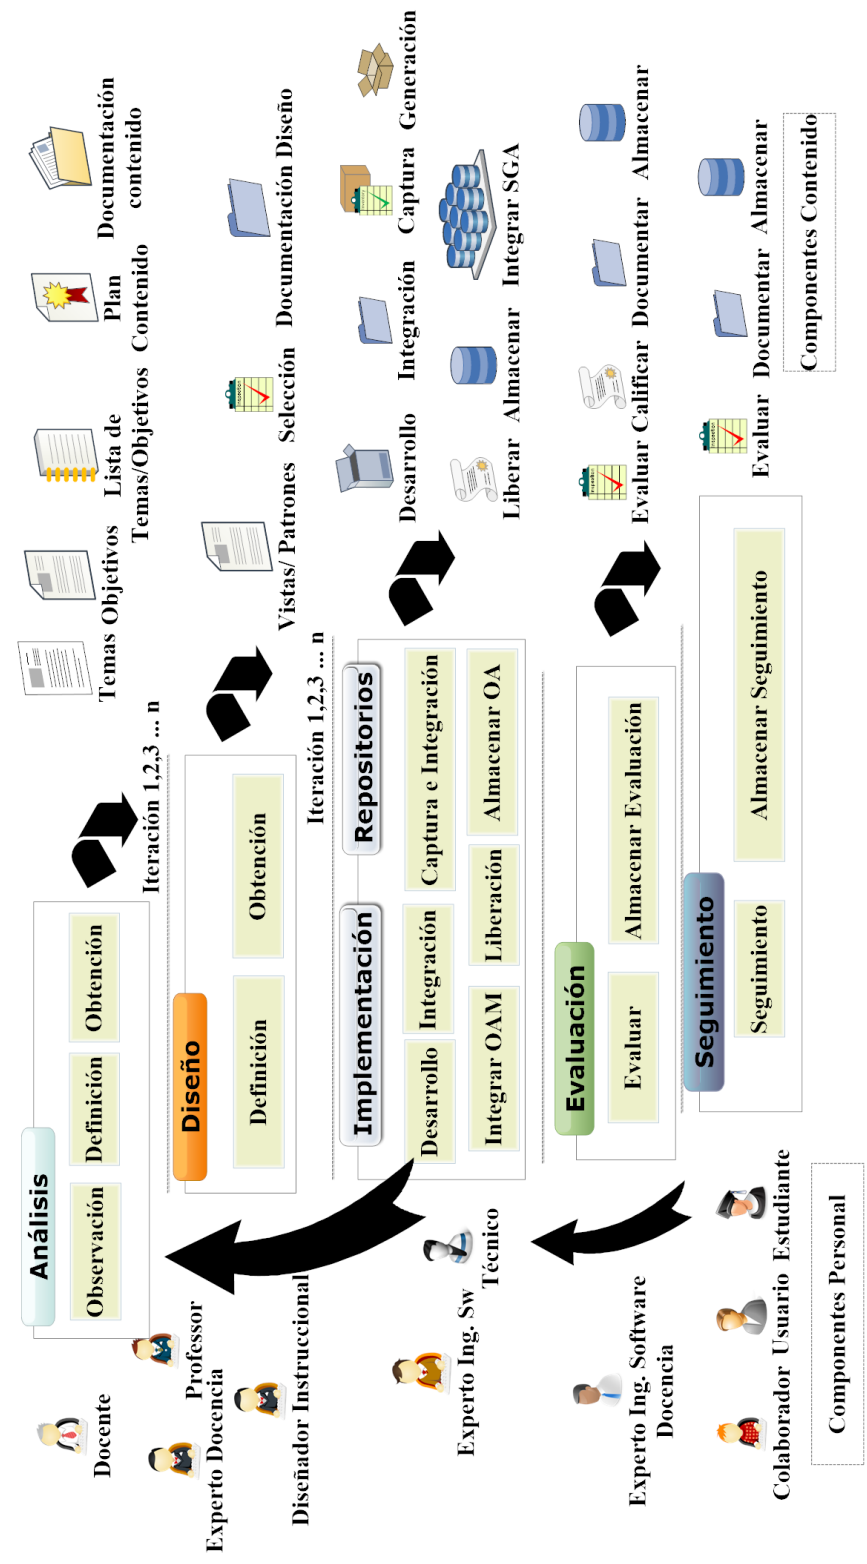 Análisis
Observación
Definición
Obtención
Iteración 1,2,3 ... n
Docente
Professor
Experto Docencia
Diseñador Instruccional
Temas
Objetivos
Lista de
Temas/Objetivos
Plan
Contenido
Documentación
contenido
Diseño
Definición
Obtención
Iteración 1,2,3 ... n
Vistas/ Patrones
Selección
Documentación Diseño
Implementación
Repositorios
Desarrollo
Integración
Captura e Integración
Integrar OAM
Liberación
Almacenar OA
Experto Ing. Sw
Técnico
Desarrollo
Integración
Captura
Generación
Liberar
Almacenar
Integrar SGA
Evaluación
Evaluar
Almacenar Evaluación
Experto Ing. Software
Docencia
Evaluar
Calificar
Documentar
Almacenar
Seguimiento
Seguimiento
Almacenar Seguimiento
Colaborador
Usuario
Estudiante
Evaluar
Documentar
Almacenar
Componentes Personal
Componentes Contenido